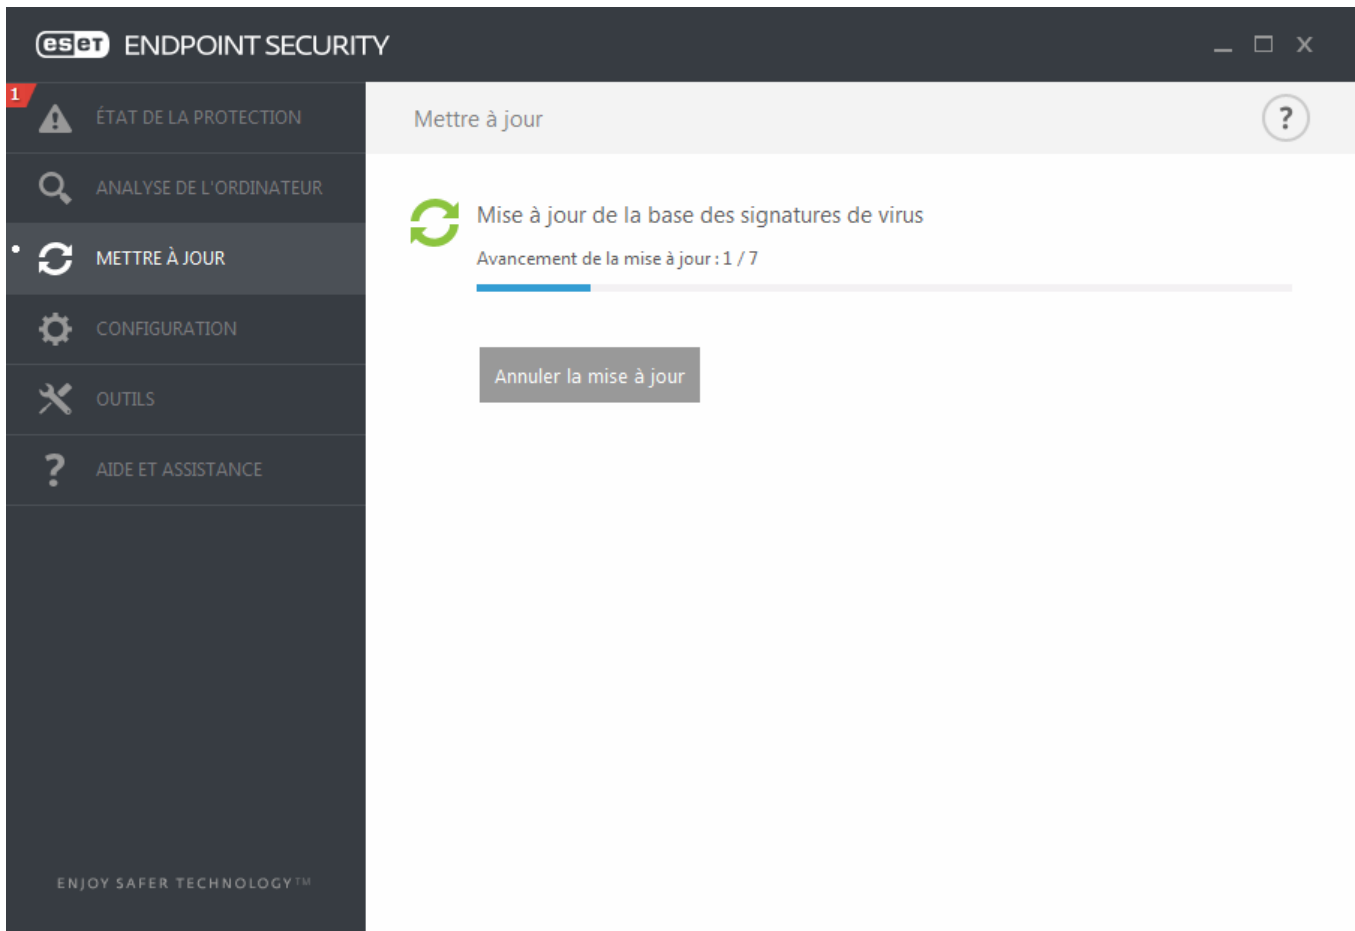 eset ENDPOINT SECURITY
1
ÉTAT DE LA PROTECTION
ANALYSE DE L'ORDINATEUR
METTRE À JOUR
CONFIGURATION
OUTILS
AIDE ET ASSISTANCE
ENJOY SAFER TECHNOLOGY™
Mettre à jour
?
Mise à jour de la base des signatures de virus
Avancement de la mise à jour : 1 / 7
Annuler la mise à jour